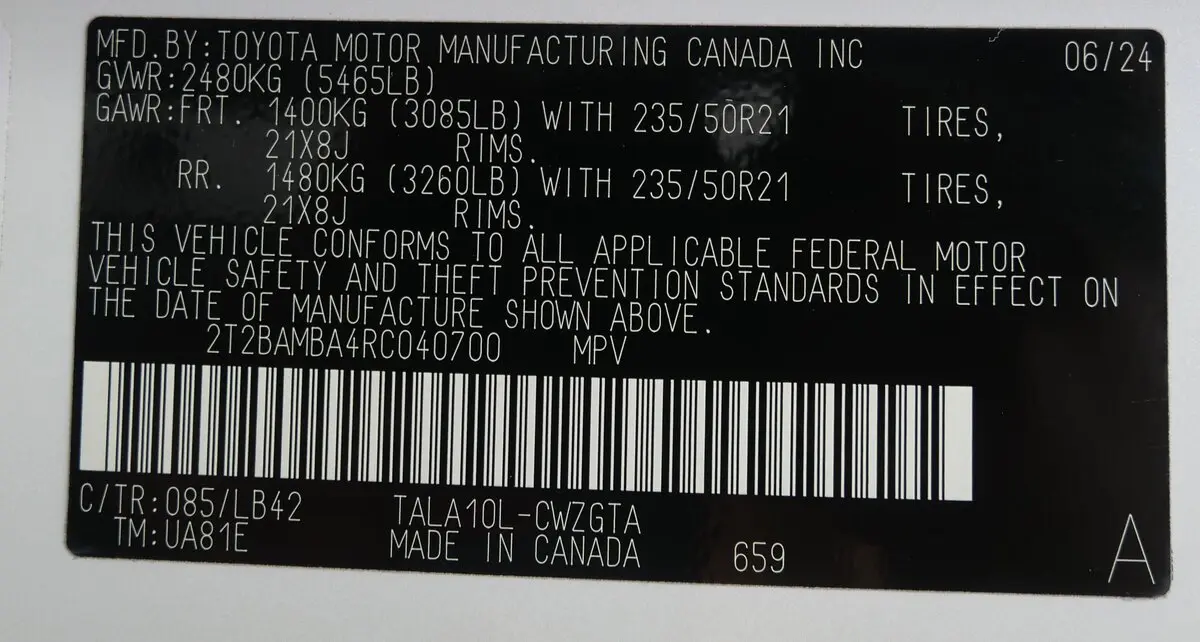 MFD.BY:TOYOTA MOTOR MANUFACTURING CANADA INC 06/24
GVWR:2480KG (5465LB)
GAWR:FRT. 1400KG (3085LB) WITH 235/50R21 TIRES,
21X8J RIMS.
RR. 1480KG (3260LB) WITH 235/50R21 TIRES,
21X8J RIMS.
THIS VEHICLE CONFORMS TO ALL APPLICABLE FEDERAL MOTOR
VEHICLE SAFETY AND THEFT PREVENTION STANDARDS IN EFFECT ON
THE DATE OF MANUFACTURE SHOWN ABOVE.
2T2BAMBA4RC040700 MPV
C/TR:085/LB42 TALA10L-CWZGTA
TM:UA81E MADE IN CANADA 659 A